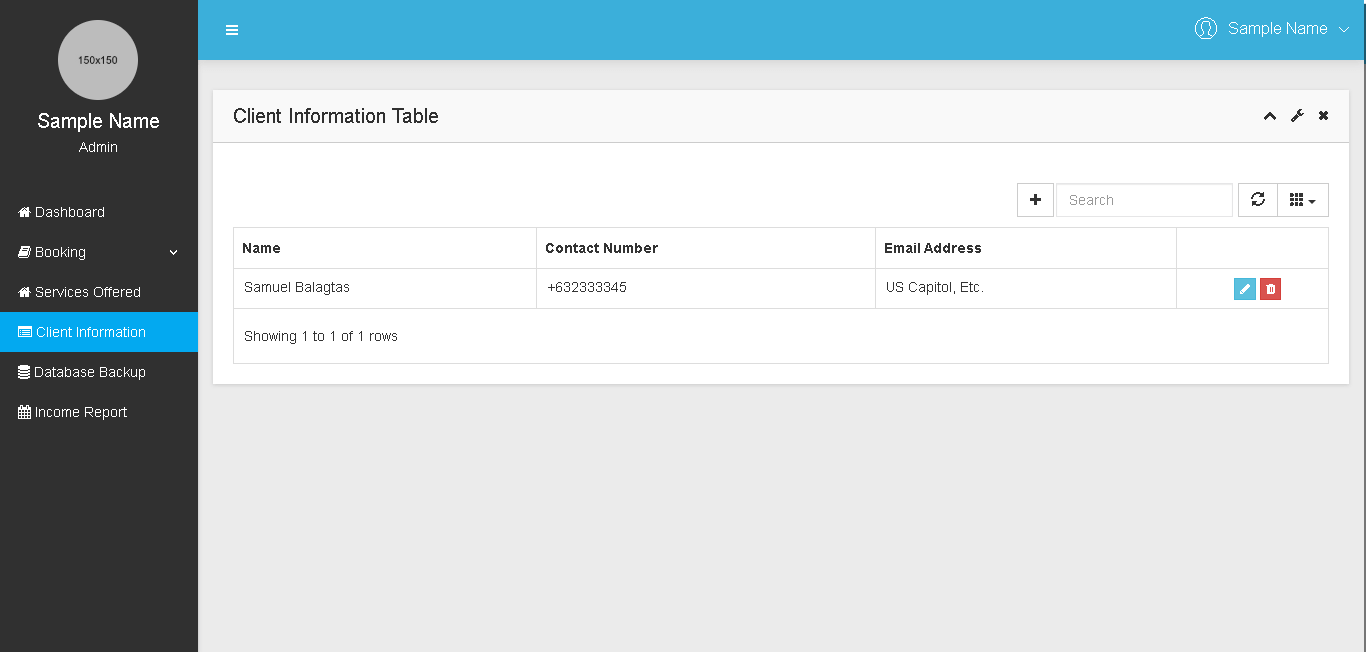 150x150
Sample Name
Admin
Dashboard
Booking
Services Offered
Client Information
Database Backup
Income Report
Sample Name
Client Information Table
Search
Name Contact Number Email Address
Samuel Balagtas +632333345 US Capitol, Etc.
Showing 1 to 1 of 1 rows